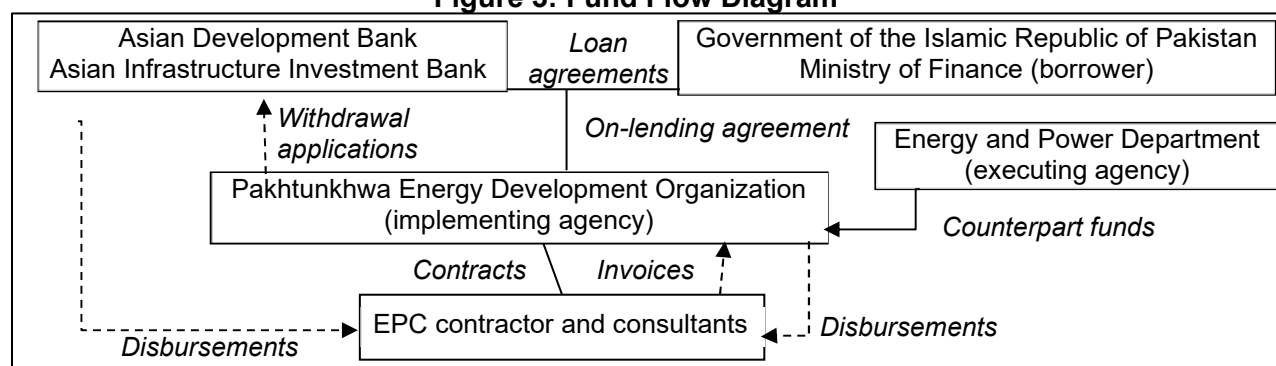 Figure 3: Fund Flow Diagram
Asian Development Bank
Asian Infrastructure Investment Bank
Loan
agreements
Government of the Islamic Republic of Pakistan
Ministry of Finance (borrower)
Withdrawal
applications
On-lending agreement
Energy and Power Department
(executing agency)
Pakhtunkhwa Energy Development Organization
(implementing agency)
Counterpart funds
Contracts
Invoices
EPC contractor and consultants
Disbursements
Disbursements